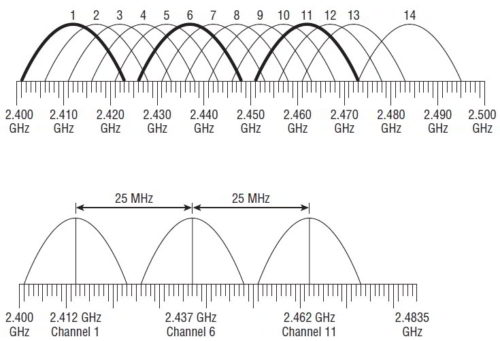 1 2 3 4 5 6 7 8 9 10 11 12 13 14
2.400 2.410 2.420 2.430 2.440 2.450 2.460 2.470 2.480 2.490 2.500
GHz GHz GHz GHz GHz GHz GHz GHz GHz GHz GHz
25 MHz 25 MHz
2.400 2.412 GHz 2.437 GHz 2.462 GHz 2.4835
GHz Channel 1 Channel 6 Channel 11 GHz